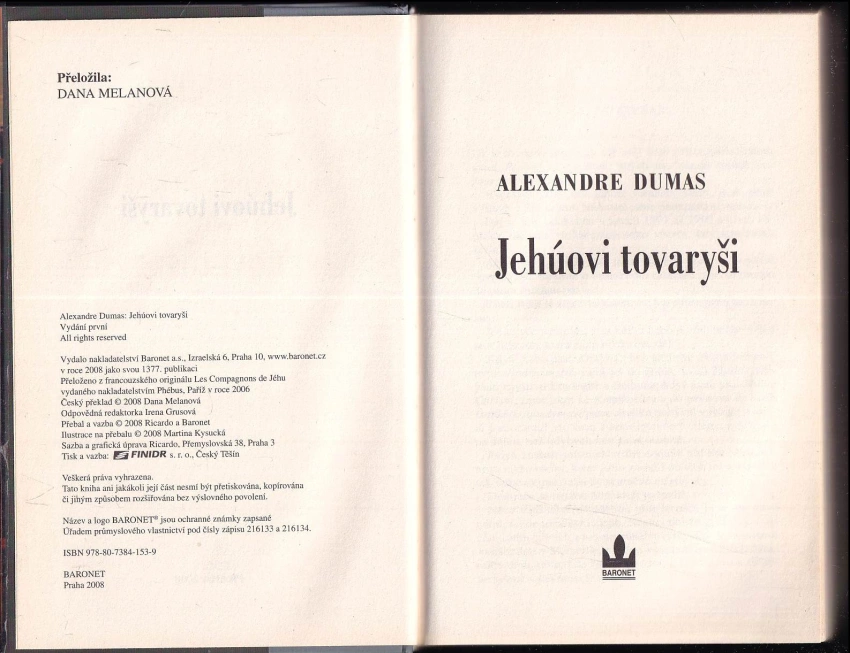 Přeložila:
DANA MELANOVÁ
Alexandre Dumas: Jehúovi tovaryši
Vydání první
All rights reserved
Vydalo nakladatelství Baronet a.s., Izraelská 6, Praha 10, www.baronet.cz
v roce 2008 jako svou 1377. publikaci
Přeloženo z francouzského originálu Les Compagnons de Jéhu
vydaného nakladatelstvím Phébus, Paříž v roce 2006
Český překlad © 2008 Dana Melanová
Odpovědná redaktorka Irena Grusová
Přebal a vazba © 2008 Ricardo a Baronet
Ilustrace na přebalu © 2008 Martina Kysucká
Sazba a grafická úprava Ricardo, Přemyslovská 38, Praha 3
Tisk a vazba: FINIDR s. r. o., Český Těšín
Veškerá práva vyhrazena.
Tato kniha ani jakákoli její část nesmí být přetiskována, kopírována
či jiným způsobem rozšiřována bez výslovného povolení.
Název a logo BARONET® jsou ochranné známky zapsané
Úřadem průmyslového vlastnictví pod čísly zápisu 216133 a 216134.
ISBN 978-80-7384-153-9
BARONET
Praha 2008
ALEXANDRE DUMAS
Jehúovi tovaryši
BARONET